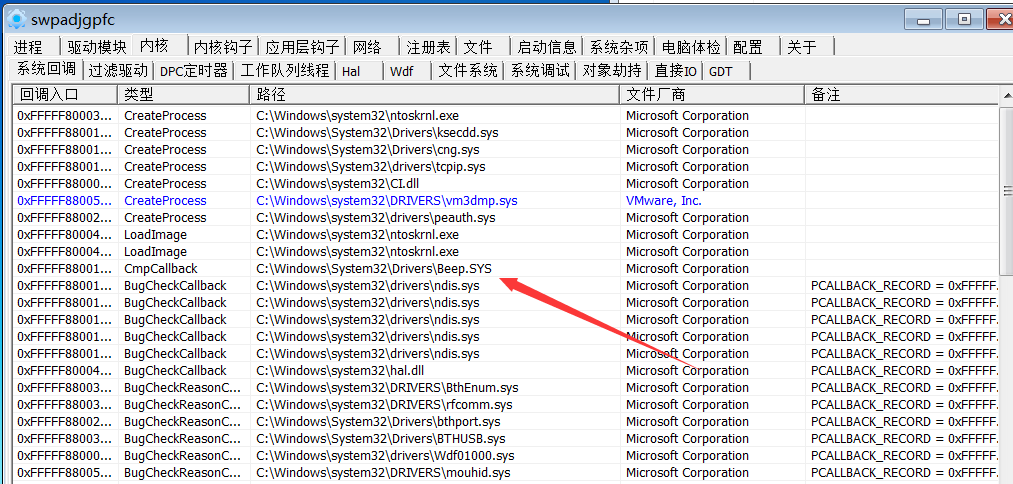 swpadjgpfc
进程 驱动模块 内核 内核钩子 应用层钩子 网络 注册表 文件 启动信息 系统杂项 电脑体检 配置 关于
系统回调 过滤驱动 DPC定时器 工作队列线程 Hal Wdf 文件系统 系统调试 对象劫持 直接IO GDT
回调入口 类型 路径 文件厂商 备注
0xFFFFF80003... CreateProcess C:\Windows\system32\ntoskrnl.exe Microsoft Corporation
0xFFFFF88001... CreateProcess C:\Windows\System32\Drivers\ksecdd.sys Microsoft Corporation
0xFFFFF88001... CreateProcess C:\Windows\System32\Drivers\cng.sys Microsoft Corporation
0xFFFFF88001... CreateProcess C:\Windows\System32\drivers\tcpip.sys Microsoft Corporation
0xFFFFF88000... CreateProcess C:\Windows\system32\CI.dll Microsoft Corporation
0xFFFFF88005... CreateProcess C:\Windows\system32\DRIVERS\vm3dmp.sys VMware, Inc.
0xFFFFF88002... CreateProcess C:\Windows\system32\drivers\peauth.sys Microsoft Corporation
0xFFFFF80004... LoadImage C:\Windows\system32\ntoskrnl.exe Microsoft Corporation
0xFFFFF80004... LoadImage C:\Windows\system32\ntoskrnl.exe Microsoft Corporation
0xFFFFF88001... CmpCallback C:\Windows\System32\Drivers\Beep.SYS Microsoft Corporation
0xFFFFF88001... BugCheckCallback C:\Windows\system32\drivers\ndis.sys Microsoft Corporation PCALLBACK_RECORD = 0xFFFFF.
0xFFFFF88001... BugCheckCallback C:\Windows\system32\drivers\ndis.sys Microsoft Corporation PCALLBACK_RECORD = 0xFFFFF.
0xFFFFF88001... BugCheckCallback C:\Windows\system32\drivers\ndis.sys Microsoft Corporation PCALLBACK_RECORD = 0xFFFFF.
0xFFFFF88001... BugCheckCallback C:\Windows\system32\drivers\ndis.sys Microsoft Corporation PCALLBACK_RECORD = 0xFFFFF.
0xFFFFF88001... BugCheckCallback C:\Windows\system32\drivers\ndis.sys Microsoft Corporation PCALLBACK_RECORD = 0xFFFFF.
0xFFFFF80004... BugCheckCallback C:\Windows\system32\hal.dll Microsoft Corporation PCALLBACK_RECORD = 0xFFFFF.
0xFFFFF88003... BugCheckReasonC... C:\Windows\system32\DRIVERS\BthEnum.sys Microsoft Corporation PCALLBACK_RECORD = 0xFFFFF.
0xFFFFF88003... BugCheckReasonC... C:\Windows\system32\DRIVERS\rfcomm.sys Microsoft Corporation PCALLBACK_RECORD = 0xFFFFF.
0xFFFFF88002... BugCheckReasonC... C:\Windows\System32\Drivers\bthport.sys Microsoft Corporation PCALLBACK_RECORD = 0xFFFFF.
0xFFFFF88003... BugCheckReasonC... C:\Windows\System32\Drivers\BTHUSB.sys Microsoft Corporation PCALLBACK_RECORD = 0xFFFFF.
0xFFFFF88000... BugCheckReasonC... C:\Windows\system32\drivers\Wdf01000.sys Microsoft Corporation PCALLBACK_RECORD = 0xFFFFF.
0xFFFFF88005... BugCheckReasonC... C:\Windows\system32\DRIVERS\mouhid.sys Microsoft Corporation PCALLBACK_RECORD = 0xFFFFF.